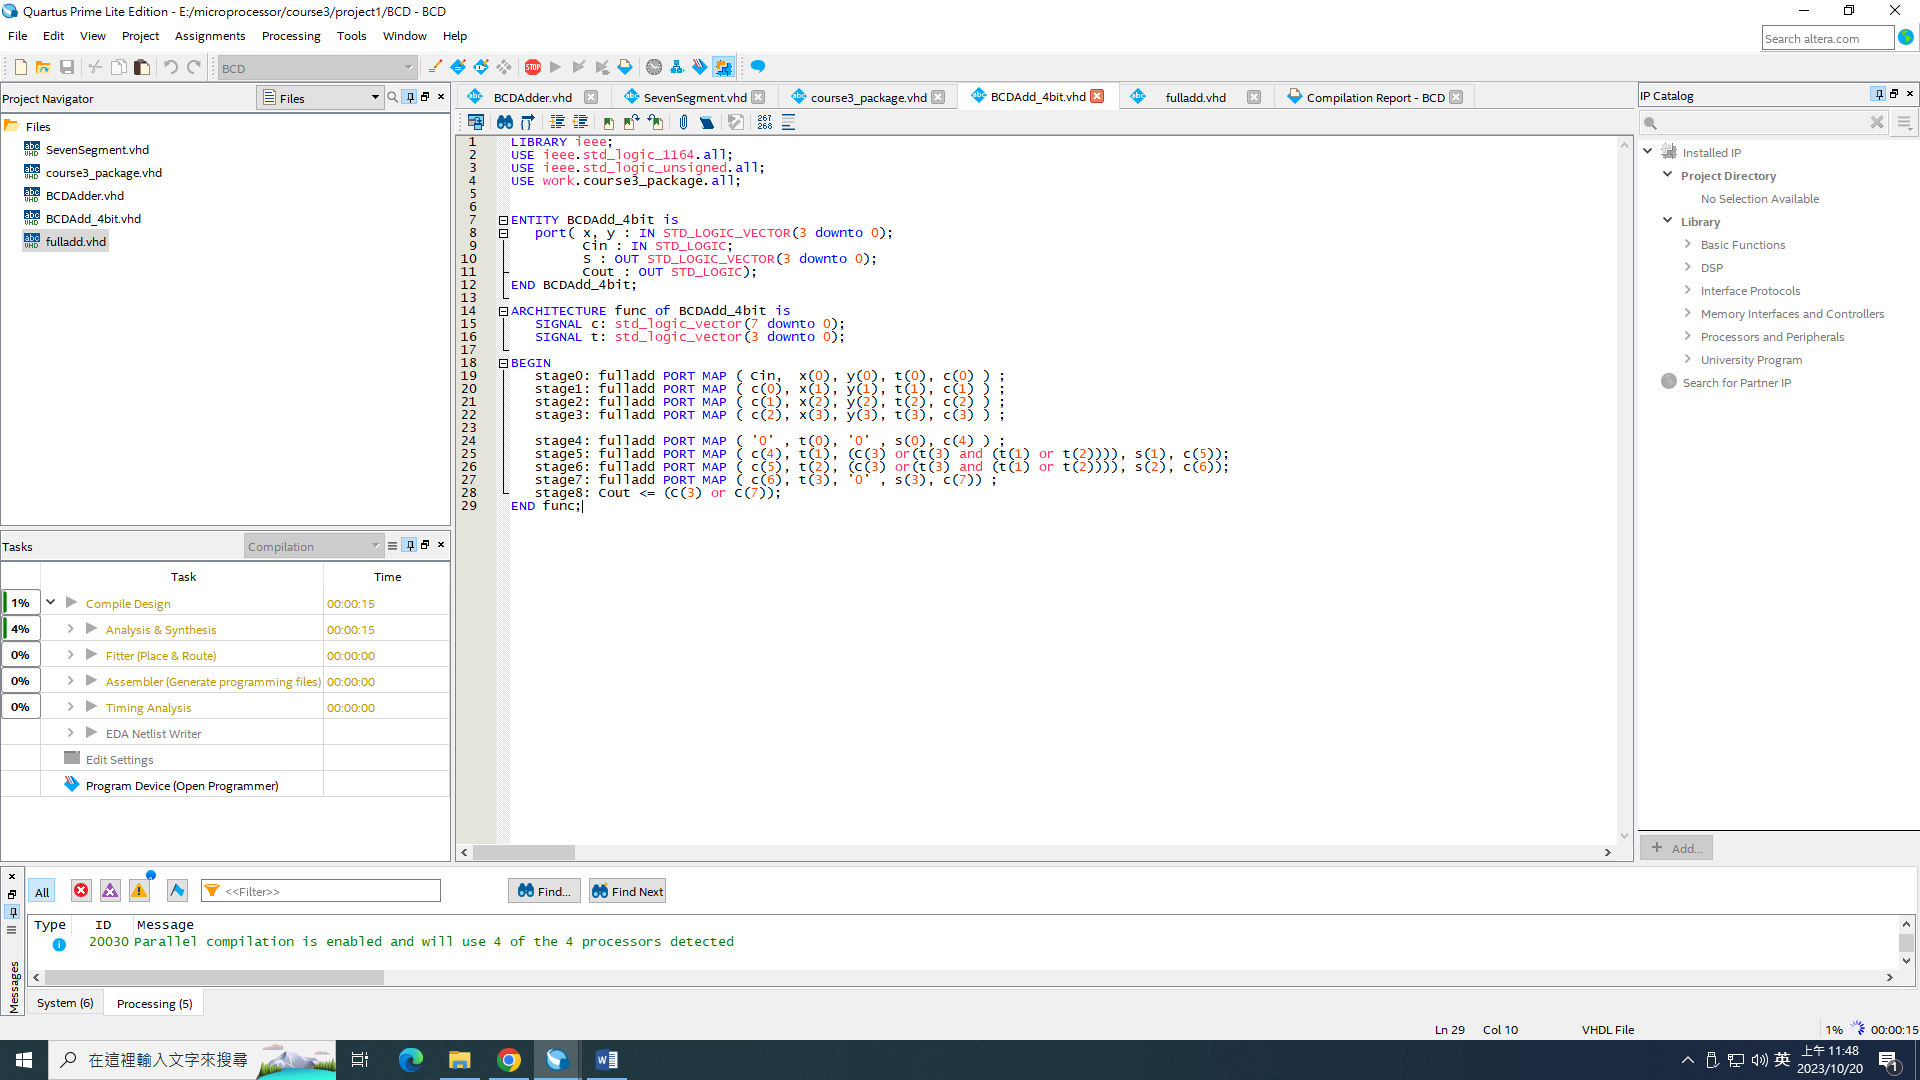 Quartus Prime Lite Edition - E:/microprocessor/course3/project1/BCD - BCD
File Edit View Project Assignments Processing Tools Window Help
Search altera.com
BCD
Project Navigator
Files
BCDAdder.vhd
SevenSegment.vhd
course3_package.vhd
BCDAdd_4bit.vhd
fulladd.vhd
Compilation Report - BCD
IP Catalog
Files
SevenSegment.vhd
course3_package.vhd
BCDAdder.vhd
BCDAdd_4bit.vhd
fulladd.vhd
267
268
1 LIBRARY ieee;
2 USE ieee.std_logic_1164.all;
3 USE ieee.std_logic_unsigned.all;
4 USE work.course3_package.all;
5
6
7 ENTITY BCDAdd_4bit is
8 port( x, y : IN STD_LOGIC_VECTOR(3 downto 0);
9 Cin : IN STD_LOGIC;
10 S : OUT STD_LOGIC_VECTOR(3 downto 0);
11 Cout : OUT STD_LOGIC);
12 END BCDAdd_4bit;
13
14 ARCHITECTURE func of BCDAdd_4bit is
15 SIGNAL c: std_logic_vector(7 downto 0);
16 SIGNAL t: std_logic_vector(3 downto 0);
17
18 BEGIN
19 stage0: fulladd PORT MAP ( Cin, x(0), y(0), t(0), c(0) ) ;
20 stage1: fulladd PORT MAP ( c(0), x(1), y(1), t(1), c(1) ) ;
21 stage2: fulladd PORT MAP ( c(1), x(2), y(2), t(2), c(2) ) ;
22 stage3: fulladd PORT MAP ( c(2), x(3), y(3), t(3), c(3) ) ;
23
24 stage4: fulladd PORT MAP ( '0' , t(0), '0' , s(0), c(4) ) ;
25 stage5: fulladd PORT MAP ( c(4), t(1), (c(3) or(t(3) and (t(1) or t(2)))), s(1), c(5));
26 stage6: fulladd PORT MAP ( c(5), t(2), (c(3) or(t(3) and (t(1) or t(2)))), s(2), c(6));
27 stage7: fulladd PORT MAP ( c(6), t(3), '0' , s(3), c(7)) ;
28 stage8: Cout <= (c(3) or c(7));
29 END func;
Installed IP
Project Directory
No Selection Available
Library
Basic Functions
DSP
Interface Protocols
Memory Interfaces and Controllers
Processors and Peripherals
University Program
Search for Partner IP
+ Add...
Tasks
Compilation
Task Time
1% Compile Design 00:00:15
4% Analysis & Synthesis 00:00:15
0% Fitter (Place & Route) 00:00:00
0% Assembler (Generate programming files) 00:00:00
0% Timing Analysis 00:00:00
EDA Netlist Writer
Edit Settings
Program Device (Open Programmer)
All
<<Filter>>
Find...
Find Next
Type ID Message
20030 Parallel compilation is enabled and will use 4 of the 4 processors detected
Messages
System (6)
Processing (5)
Ln 29 Col 10 VHDL File 1% 00:00:15
在這裡輸入文字來搜尋
英
上午 11:48
2023/10/20
1